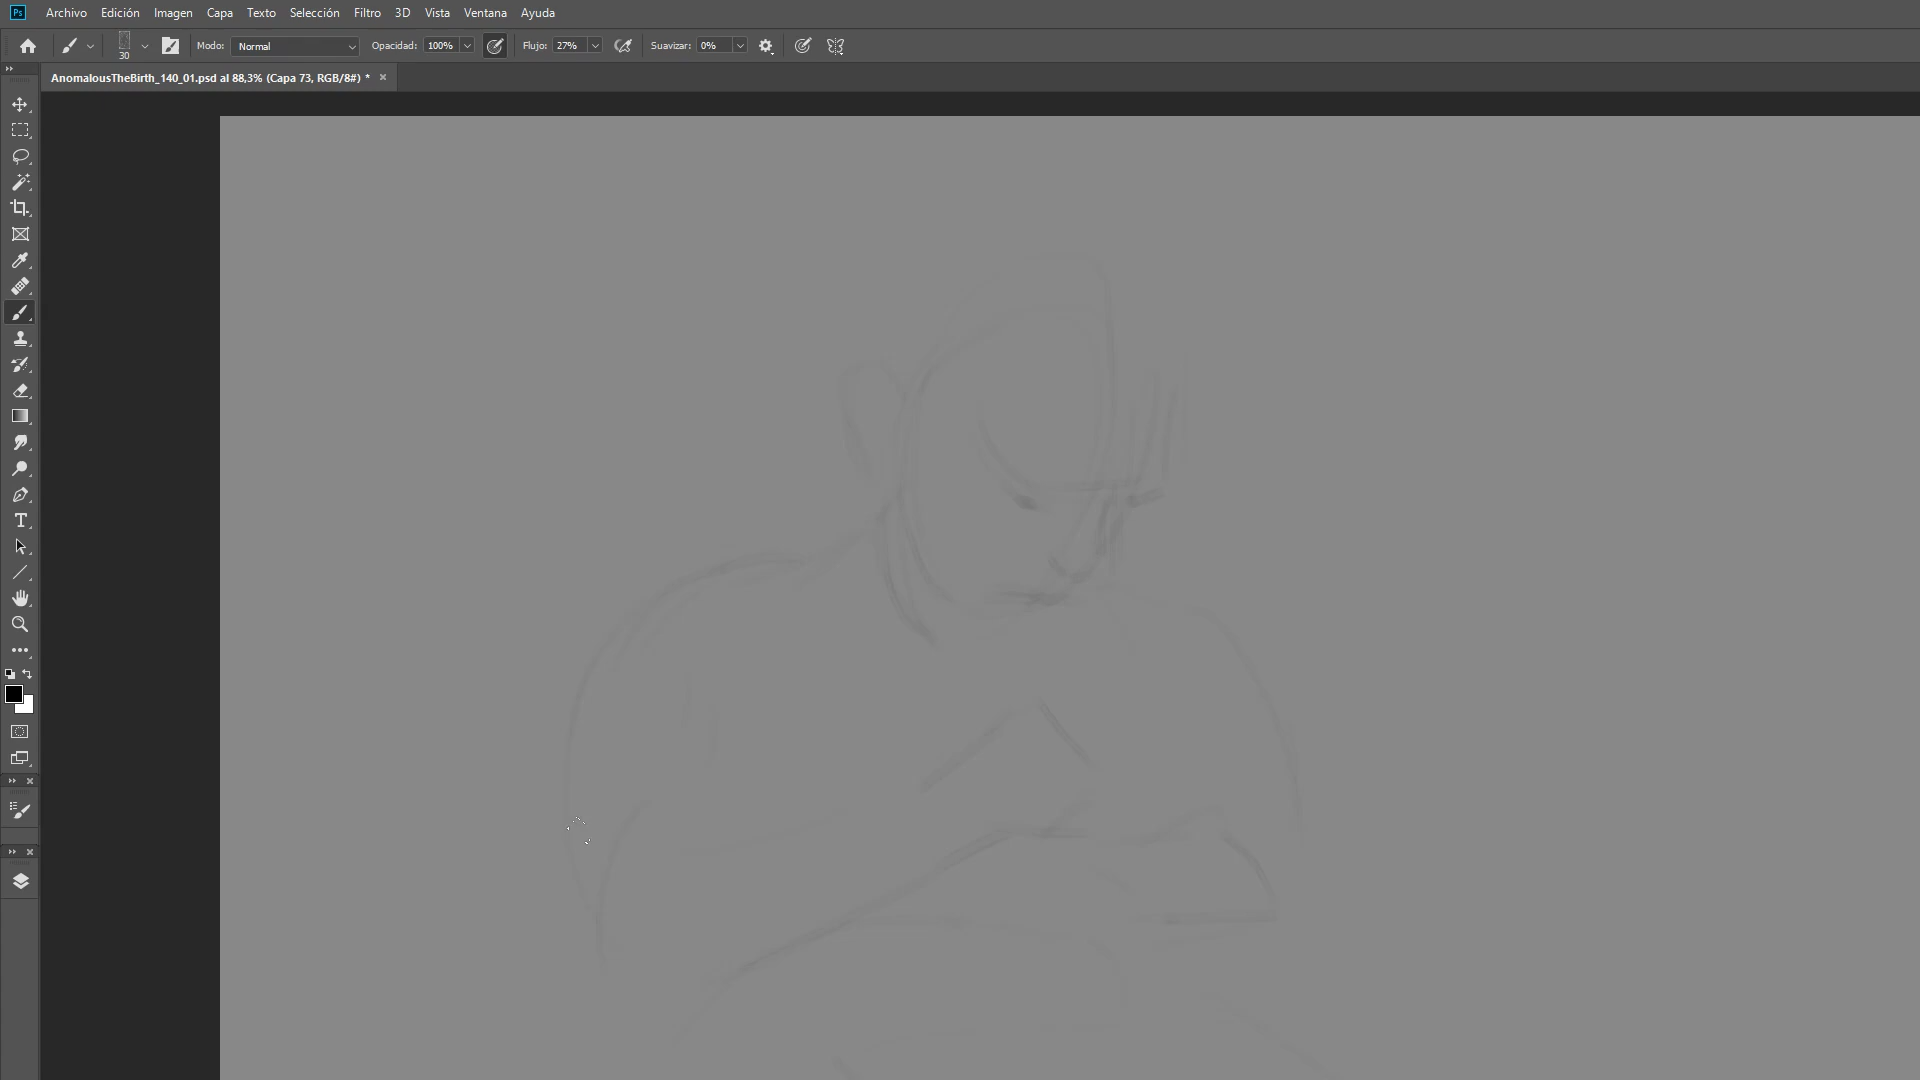 Ps Archivo Edición Imagen Capa Texto Selección Filtro 3D Vista Ventana Ayuda
30 Modo: Normal Opacidad: 100% Flujo: 27% Suavizar: 0%
AnomalousTheBirth_140_01.psd al 88,3% (Capa 73, RGB/8#) *